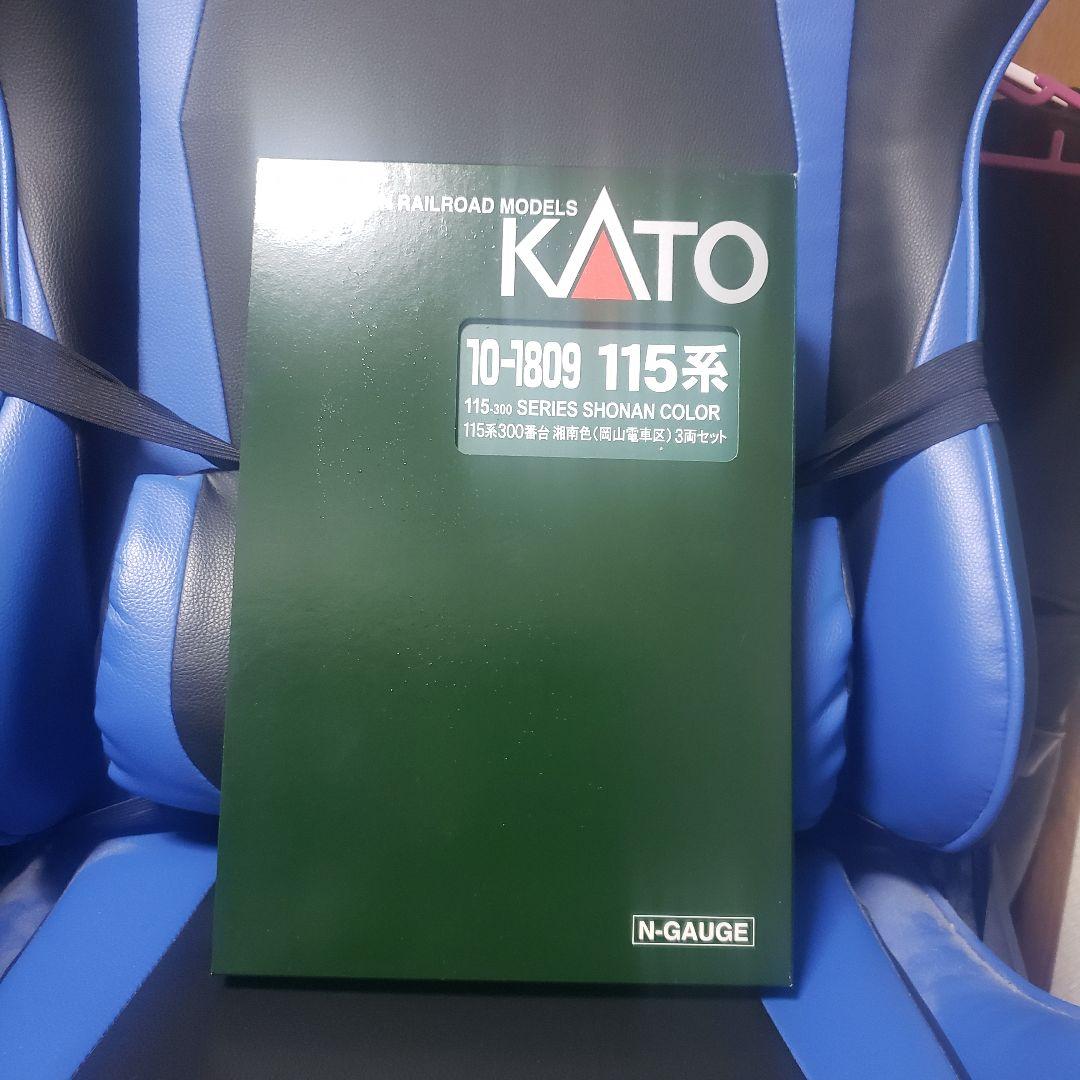 RAILROAD MODELS
KATO
10-1809 115系
115-300 SERIES SHONAN COLOR
115系300番台 湘南色(岡山電車区)3両セット
N-GAUGE